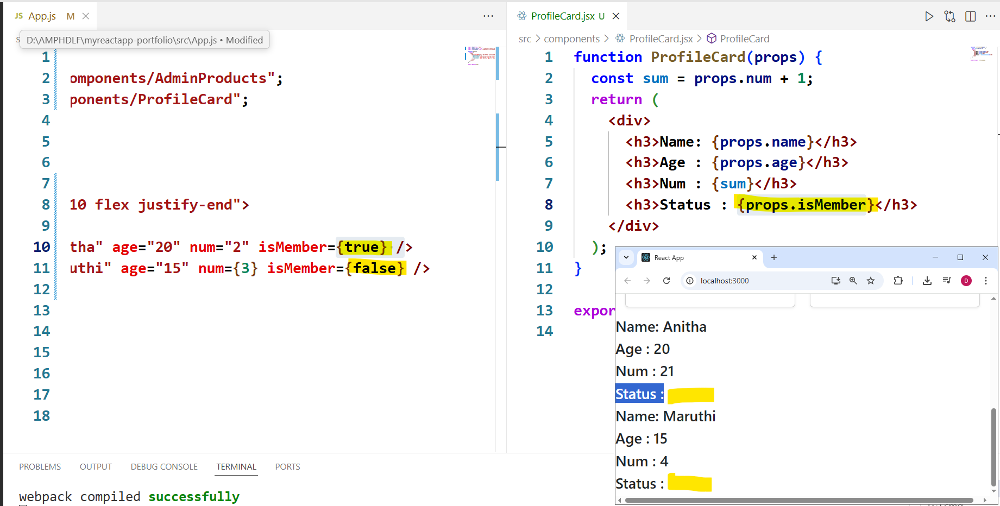 JS App.js M
D:\AMPHDLF\myreactapp-portfolio\src\App.js • Modified
1
2 omponents/AdminProducts";
3 ponents/ProfileCard";
4
5
6
7
8 10 flex justify-end">
9
10 tha" age="20" num="2" isMember={true} />
11 uthi" age="15" num={3} isMember={false} />
12
13
14
15
16
17
18
ProfileCard.jsx U
src > components > ProfileCard.jsx > ProfileCard
1 function ProfileCard(props) {
2 const sum = props.num + 1;
3 return (
4 <div>
5 <h3>Name: {props.name}</h3>
6 <h3>Age : {props.age}</h3>
7 <h3>Num : {sum}</h3>
8 <h3>Status : {props.isMember}</h3>
9 </div>
10 );
11 }
12
13 expor
14
React App
localhost:3000
D
Name: Anitha
Age : 20
Num : 21
Status :
Name: Maruthi
Age : 15
Num : 4
Status :
PROBLEMS OUTPUT DEBUG CONSOLE TERMINAL PORTS
webpack compiled successfully